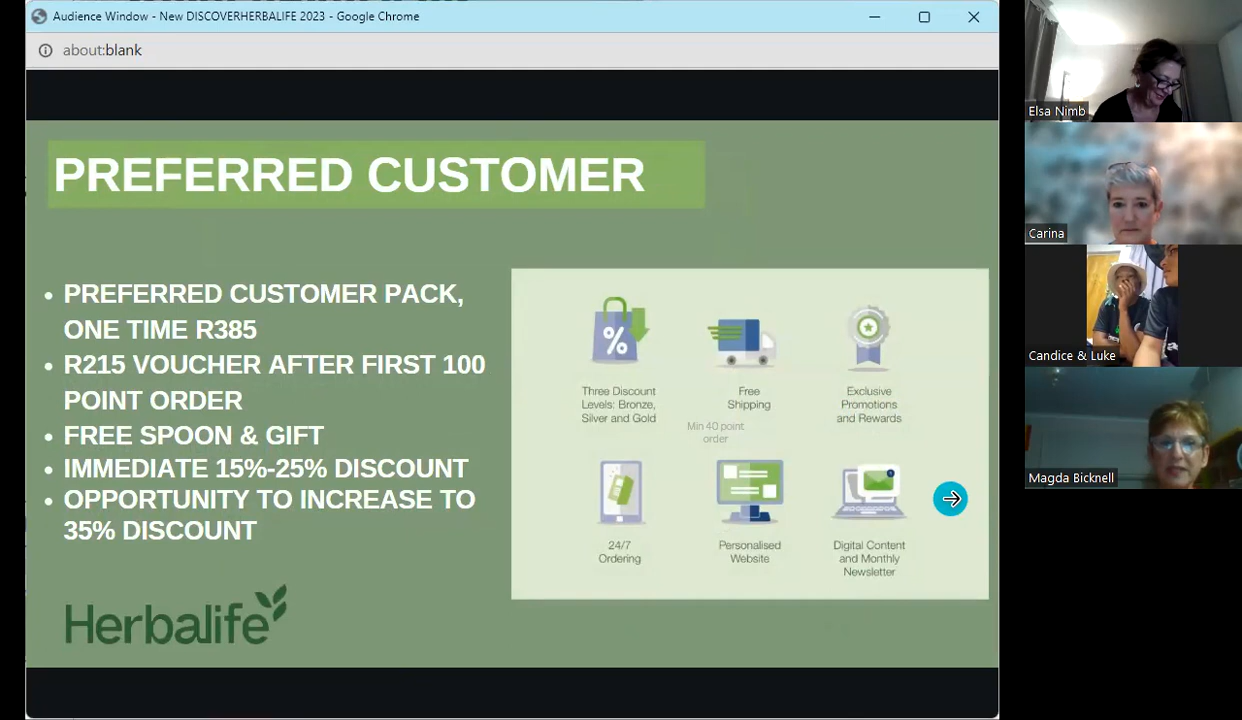 Audience Window - New DISCOVERHERBALIFE 2023 - Google Chrome
about:blank
PREFERRED CUSTOMER
• PREFERRED CUSTOMER PACK,
ONE TIME R385
• R215 VOUCHER AFTER FIRST 100
POINT ORDER
• FREE SPOON & GIFT
• IMMEDIATE 15%-25% DISCOUNT
• OPPORTUNITY TO INCREASE TO
35% DISCOUNT
Herbalife
%
Three Discount
Levels: Bronze,
Silver and Gold
Free
Shipping
Min 40 point
order
Exclusive
Promotions
and Rewards
24/7
Ordering
Personalised
Website
Digital Content
and Monthly
Newsletter
Elsa Nimb
Carina
Candice & Luke
Magda Bicknell